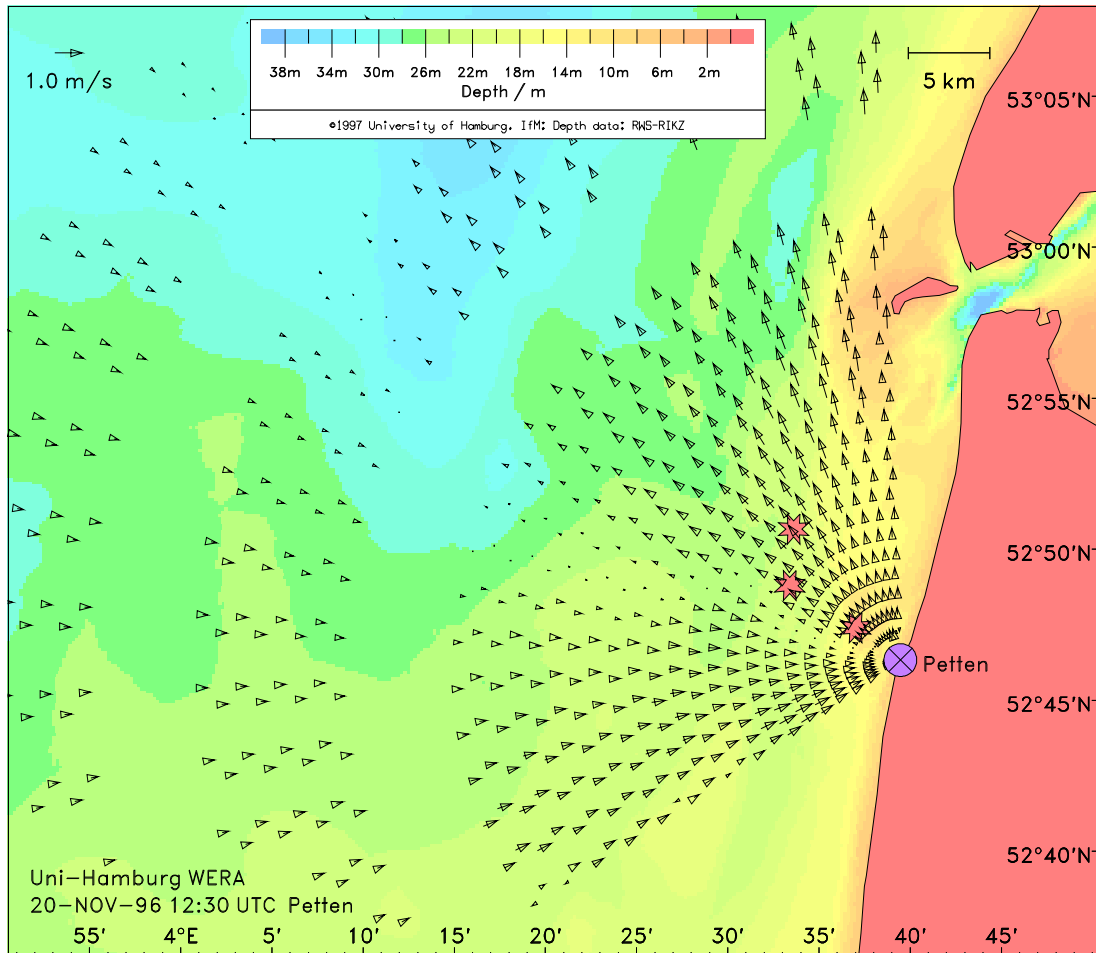 1.0 m/s
38m 34m 30m 26m 22m 18m 14m 10m 6m 2m
Depth / m
©1997 University of Hamburg, IfM; Depth data: RWS-RIKZ
5 km
53°05'N
53°00'N
52°55'N
52°50'N
Petten
52°45'N
52°40'N
Uni-Hamburg WERA
20-NOV-96 12:30 UTC Petten
55' 4°E 5' 10' 15' 20' 25' 30' 35' 40' 45'